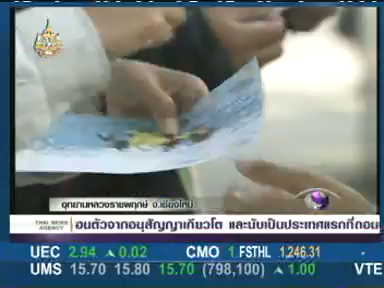 อุทยานหลวงราชพฤกษ์ จ.เชียงใหม่
THAI NEWS AGENCY อนตัวจากอนุสัญญาเกียวโต และนับเป็นประเทศแรกที่ถอน
UEC 2.94 ▲ 0.02 CMO 1 FSTHL 1,246.31
UMS 15.70 15.80 15.70 (798,100) ▲ 1.00 VTE